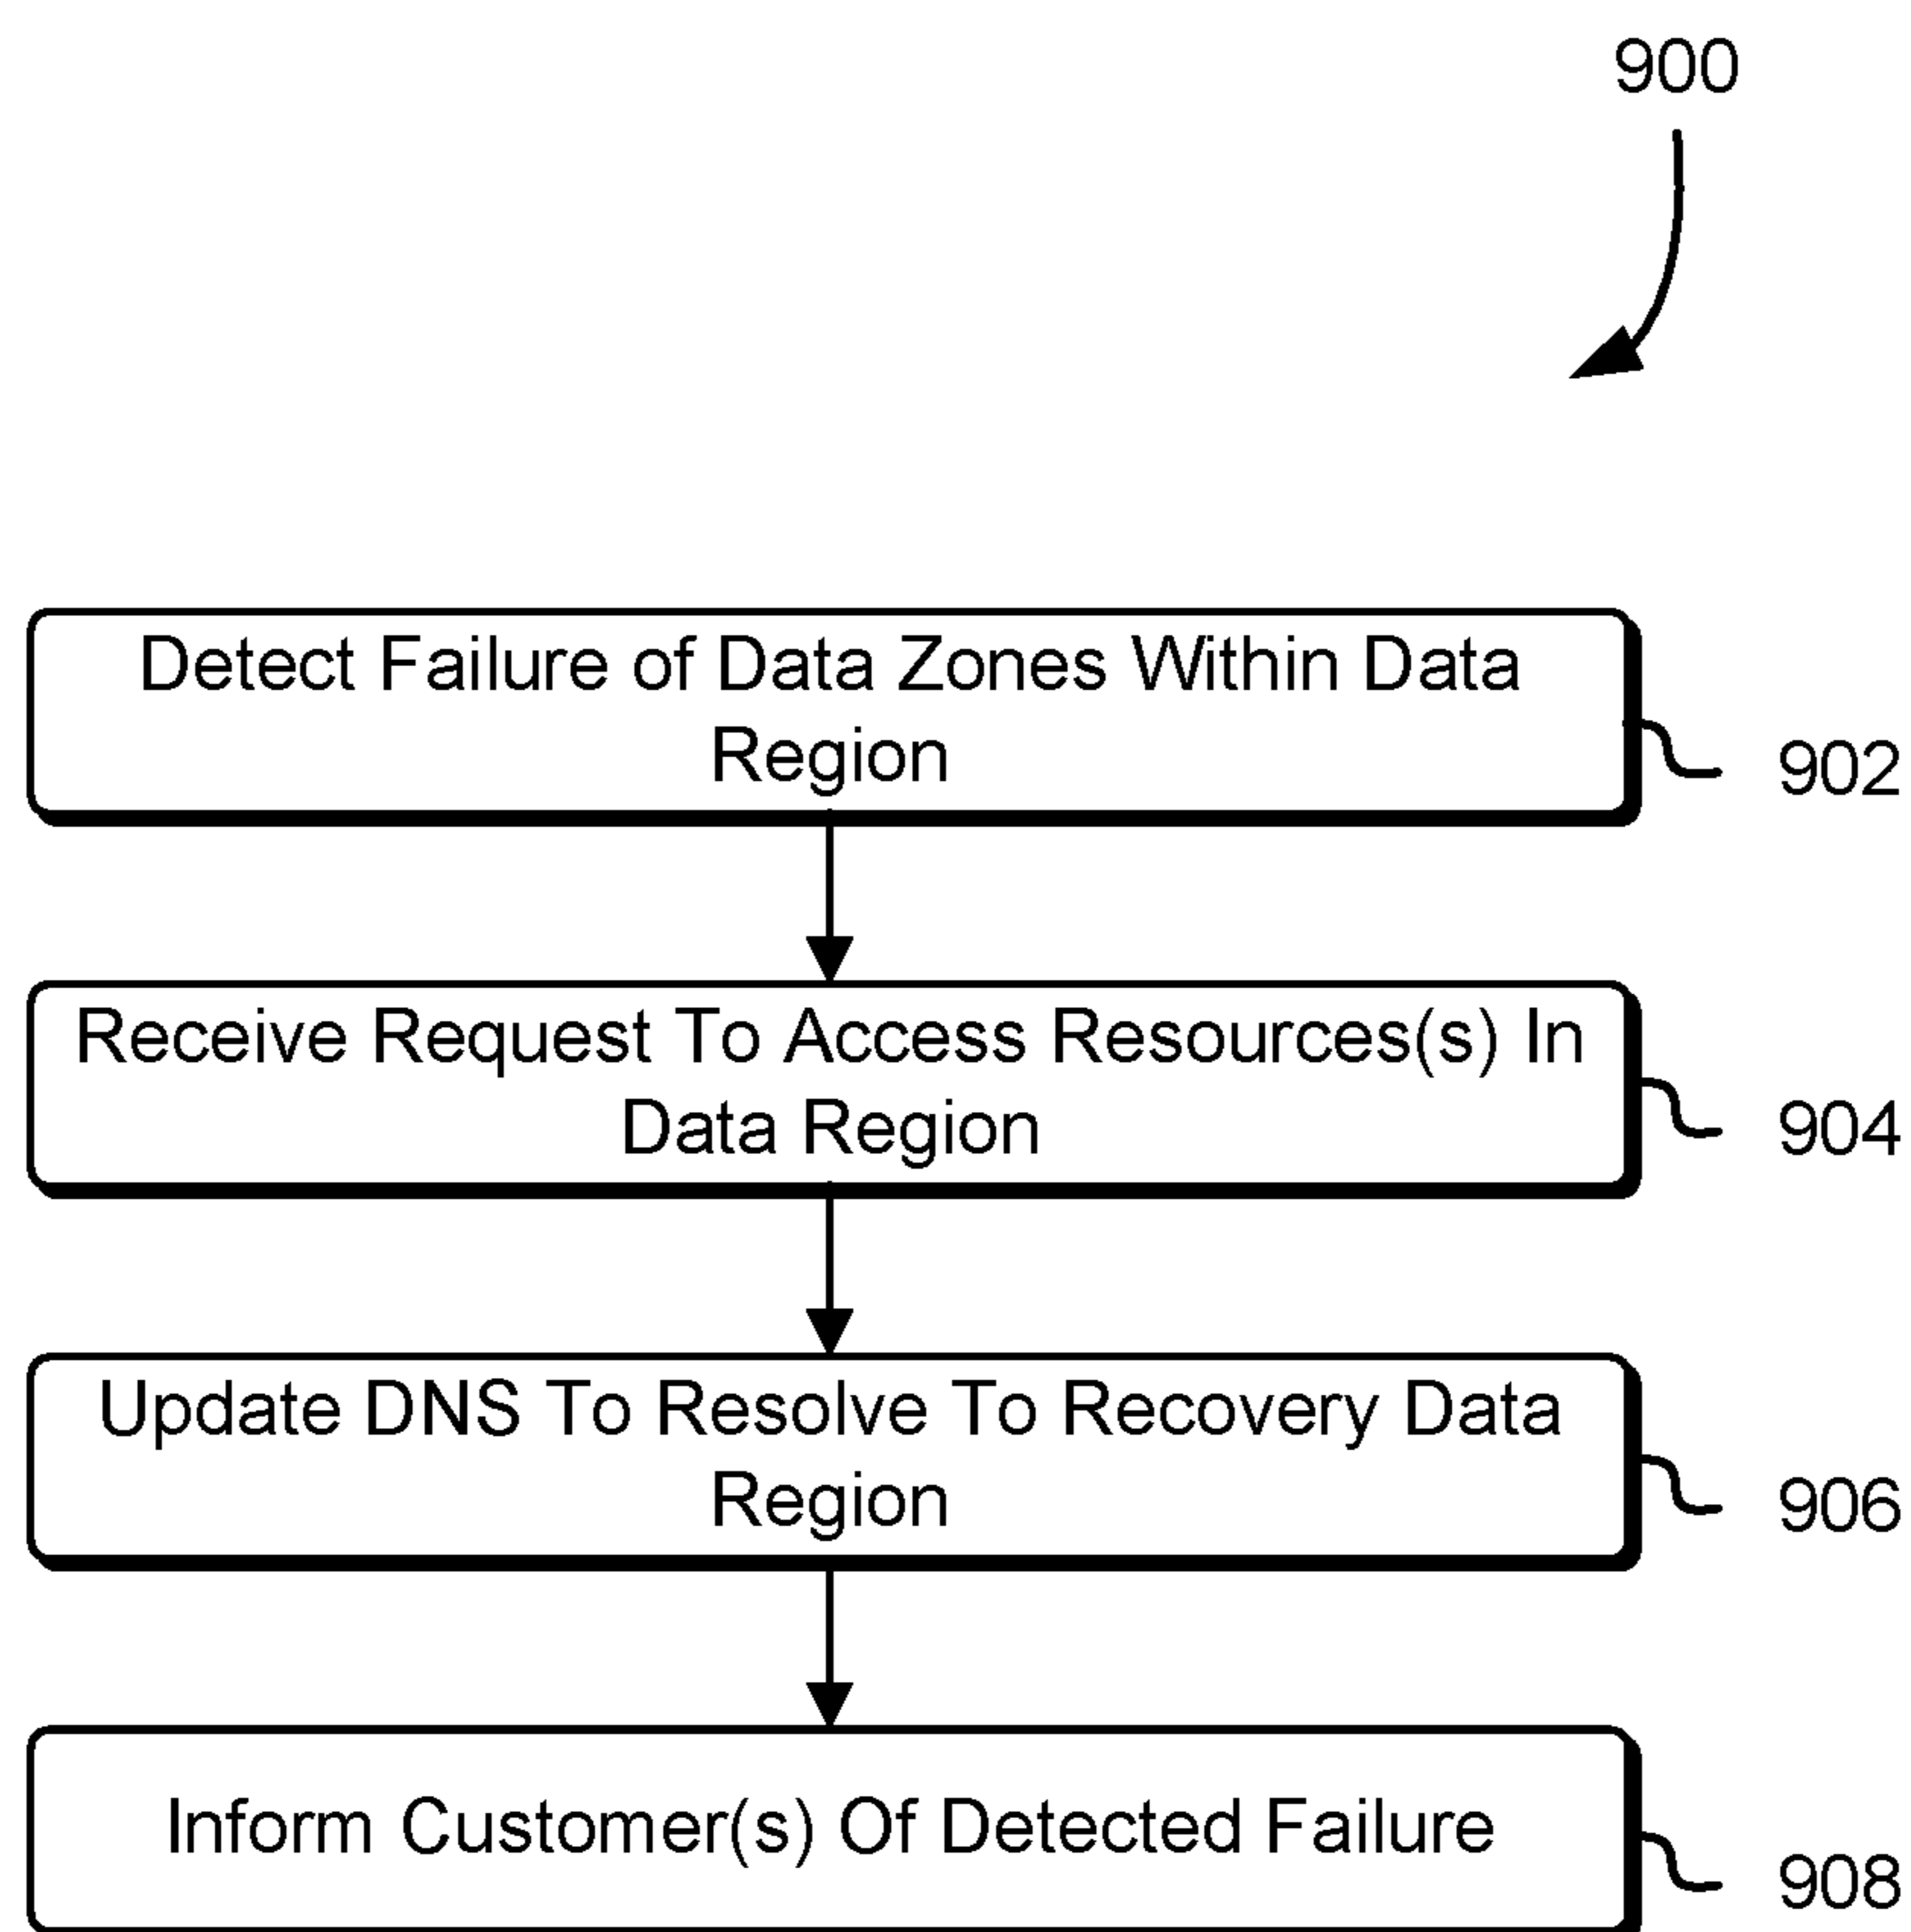 900
Detect Failure of Data Zones Within Data
Region
902
Receive Request To Access Resources(s) In
Data Region
904
Update DNS To Resolve To Recovery Data
Region
906
Inform Customer(s) Of Detected Failure
908